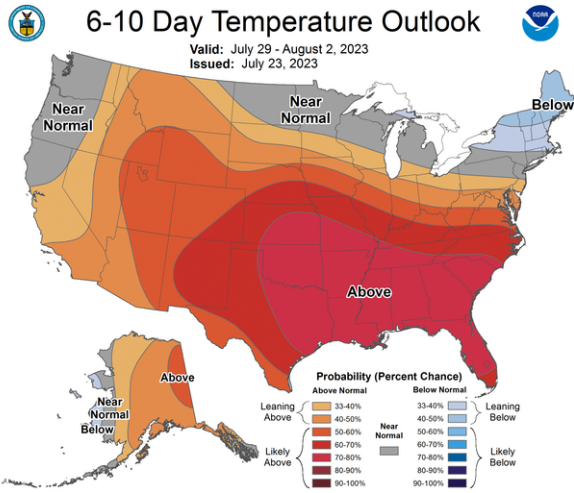 6-10 Day Temperature Outlook
Valid: July 29 - August 2, 2023
Issued: July 23, 2023
NOAA
Near
Normal
Near
Normal
Below
Above
Above
Near
Normal
Below
Probability (Percent Chance)
Above Normal
Below Normal
Leaning
Above
33-40%
40-50%
Likely
Above
50-60%
60-70%
70-80%
80-90%
90-100%
Near
Normal
33-40%
40-50%
Leaning
Below
50-60%
60-70%
70-80%
80-90%
90-100%
Likely
Below